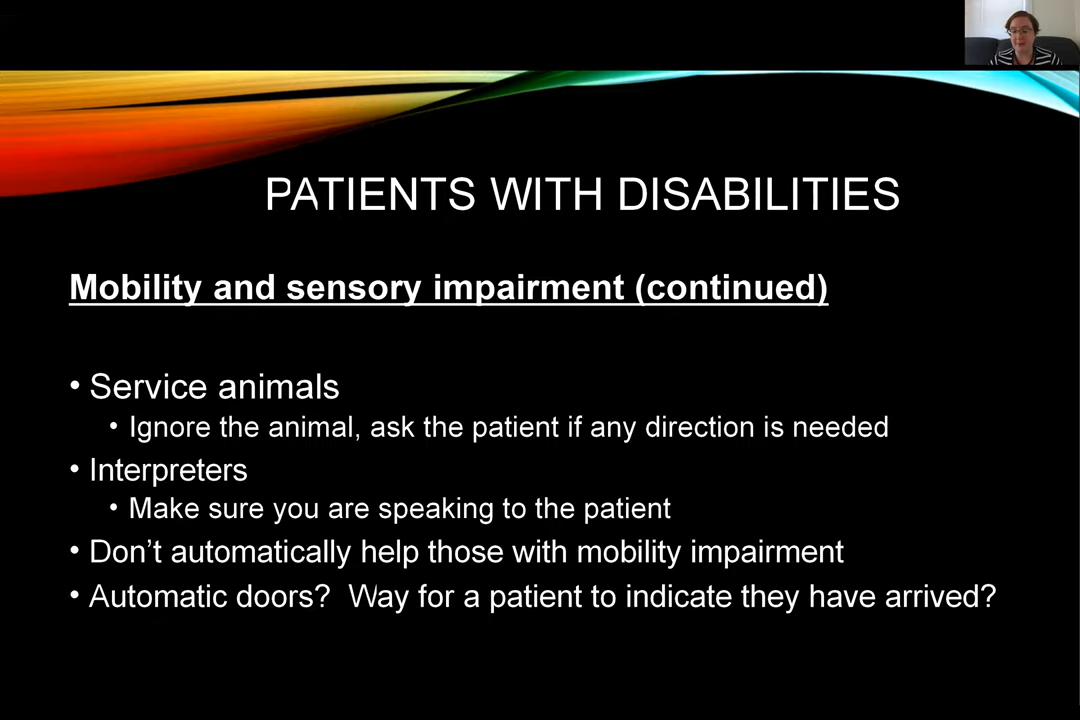 PATIENTS WITH DISABILITIES
Mobility and sensory impairment (continued)
• Service animals
• Ignore the animal, ask the patient if any direction is needed
• Interpreters
• Make sure you are speaking to the patient
• Don’t automatically help those with mobility impairment
• Automatic doors?  Way for a patient to indicate they have arrived?